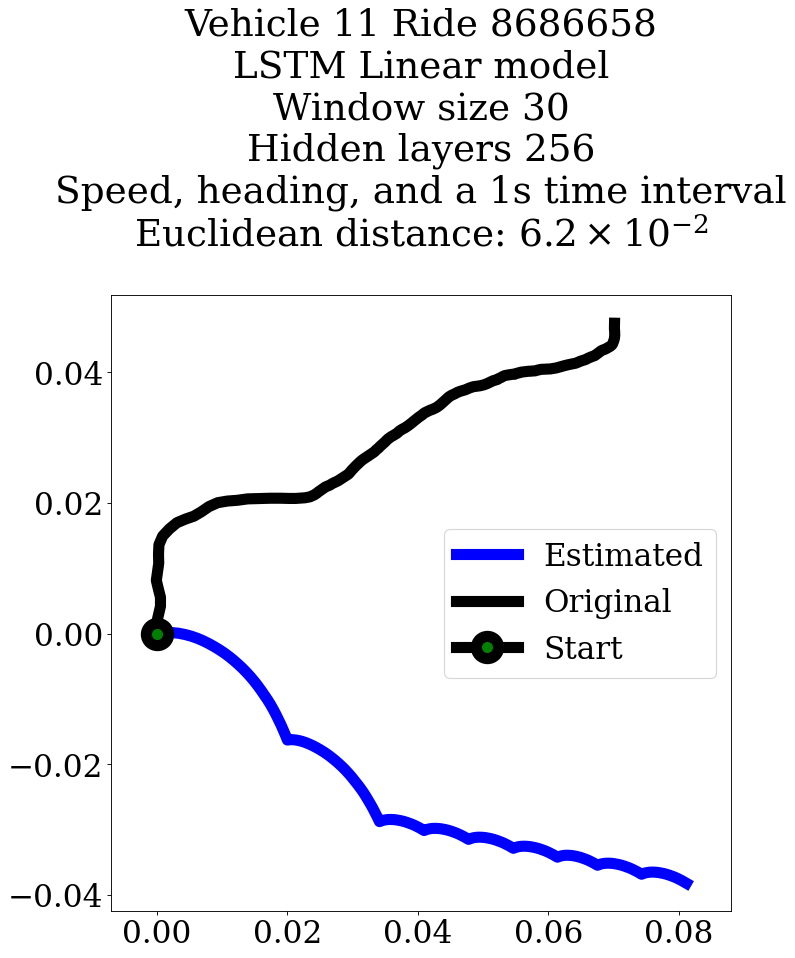 Vehicle 11 Ride 8686658
LSTM Linear model
Window size 30
Hidden layers 256
Speed, heading, and a 1s time interval
Euclidean distance: 6.2 × 10⁻²
0.04
0.02
0.00
−0.02
−0.04
Estimated
Original
Start
0.00 0.02 0.04 0.06 0.08